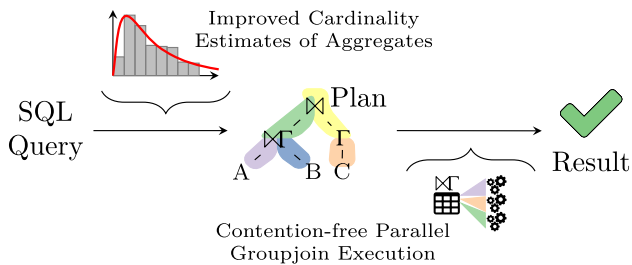 Improved Cardinality
Estimates of Aggregates
SQL
Query
Plan
⋈
⋈Γ
Γ
A
B
C
Result
⋈Γ
Contention-free Parallel
Groupjoin Execution